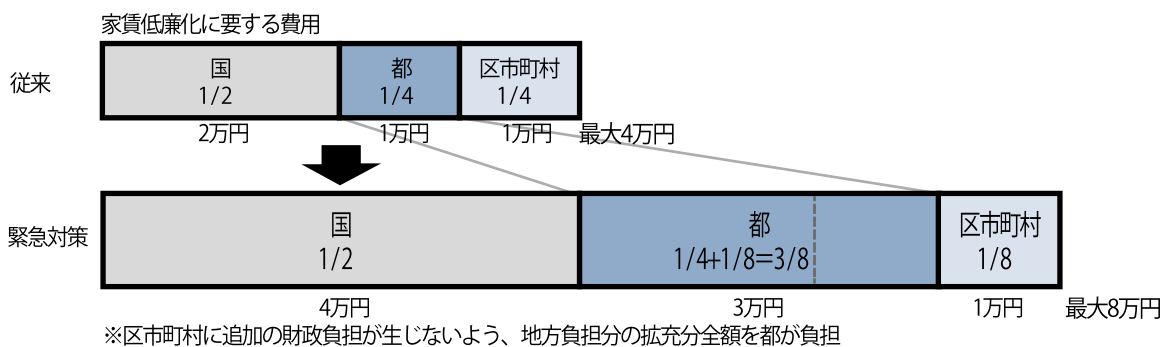 家賃低廉化に要する費用
従来
国
1/2
都
1/4
区市町村
1/4
2万円
1万円
1万円
最大4万円
緊急対策
国
1/2
都
1/4+1/8=3/8
区市町村
1/8
4万円
3万円
1万円
最大8万円
※区市町村に追加の財政負担が生じないよう、地方負担分の拡充分全額を都が負担